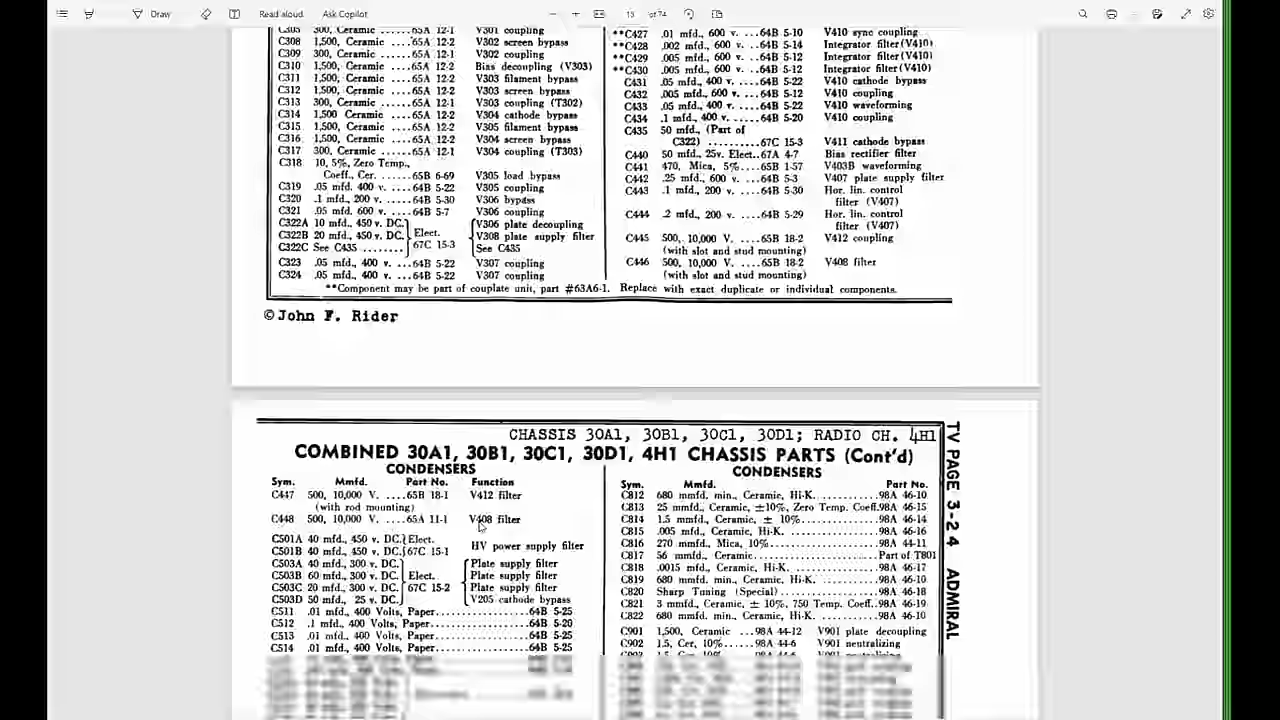 Draw
Read aloud
Ask Copilot
15 of 74
C305 300, Ceramic ....65A 12-1 V301 coupling
C308 1,500, Ceramic ....65A 12-2 V302 screen bypass
C309 300, Ceramic ....65A 12-1 V302 coupling
C310 1,500, Ceramic ....65A 12-2 Bias decoupling (V303)
C311 1,500, Ceramic ....65A 12-2 V303 filament bypass
C312 1,500, Ceramic ....65A 12-2 V303 screen bypass
C313 300, Ceramic ....65A 12-1 V303 coupling (T302)
C314 1,500, Ceramic ....65A 12-2 V304 cathode bypass
C315 1,500, Ceramic ....65A 12-2 V305 filament bypass
C316 1,500, Ceramic ....65A 12-2 V304 screen bypass
C317 300, Ceramic ....65A 12-1 V304 coupling (T303)
C318 10, 5%, Zero Temp.,
Coeff., Cer. ....65B 6-69 V305 load bypass
C319 .05 mfd. 400 v. ....64B 5-22 V305 coupling
C320 .1 mfd., 200 v. ....64B 5-30 V306 bypass
C321 .05 mfd. 600 v. ....64B 5-7 V306 coupling
C322A 10 mfd., 450 v. DC. V306 plate decoupling
C322B 20 mfd., 450 v. DC. Elect. V308 plate supply filter
C322C See C435 ........ 67C 15-3 See C435
C323 .05 mfd., 400 v. ....64B 5-22 V307 coupling
C324 .05 mfd., 400 v. ....64B 5-22 V307 coupling
**C427 .01 mfd., 600 v. ....64B 5-10 V410 sync coupling
**C428 .002 mfd., 600 v. ....64B 5-14 Integrator filter (V410)
**C429 .005 mfd., 600 v. ....64B 5-12 Integrator filter (V410)
**C430 .005 mfd., 600 v. ....64B 5-12 Integrator filter (V410)
C431 .05 mfd., 400 v. ....64B 5-22 V410 cathode bypass
C432 .005 mfd., 600 v. ....64B 5-12 V410 coupling
C433 .05 mfd., 400 v. ....64B 5-22 V410 waveforming
C434 .1 mfd., 400 v. ....64B 5-20 V410 coupling
C435 50 mfd., (Part of
C322) ..........67C 15-3 V411 cathode bypass
C440 50 mfd., 25v. Elect..67A 4-7 Bias rectifier filter
C441 470, Mica, 5%....65B 1-57 V403B waveforming
C442 .25 mfd., 600 v. ....64B 5-3 V407 plate supply filter
C443 .1 mfd., 200 v. ....64B 5-30 Hor. lin. control
filter (V407)
C444 .2 mfd., 200 v. ....64B 5-29 Hor. lin. control
filter (V407)
C445 500, 10,000 V. ....65B 18-2 V412 coupling
(with slot and stud mounting)
C446 500, 10,000 V. ....65B 18-2 V408 filter
(with slot and stud mounting)
**Component may be part of couplate unit, part #63A6-1. Replace with exact duplicate or individual components.
©John F. Rider
CHASSIS 30A1, 30B1, 30C1, 30D1; RADIO CH. 4H1
COMBINED 30A1, 30B1, 30C1, 30D1, 4H1 CHASSIS PARTS (Cont'd)
CONDENSERS
Sym. Mmfd. Part No. Function
C447 500, 10,000 V. ....65B 18-1 V412 filter
(with rod mounting)
C448 500, 10,000 V. ....65A 11-1 V408 filter
C501A 40 mfd., 450 v. DC. Elect.
C501B 40 mfd., 450 v. DC. 67C 15-1 HV power supply filter
C503A 40 mfd., 300 v. DC. Plate supply filter
C503B 60 mfd., 300 v. DC. Elect. Plate supply filter
C503C 20 mfd., 300 v. DC. 67C 15-2 Plate supply filter
C503D 50 mfd., 25 v. DC. V205 cathode bypass
C511 .01 mfd., 400 Volts, Paper................64B 5-25
C512 .1 mfd., 400 Volts, Paper................64B 5-20
C513 .01 mfd., 400 Volts, Paper................64B 5-25
C514 .01 mfd., 400 Volts, Paper................64B 5-25
CONDENSERS
Sym. Mmfd. Part No.
C812 680 mmfd. min., Ceramic, Hi-K............98A 46-10
C813 25 mmfd., Ceramic, ±10%, Zero Temp. Coeff.98A 46-15
C814 1.5 mmfd., Ceramic, ± 10%................98A 46-14
C815 .005 mfd., Ceramic, Hi-K................98A 46-16
C816 270 mmfd., Mica, 10%................98A 44-11
C817 56 mmfd., Ceramic................Part of T801
C818 .0015 mfd., Ceramic, Hi-K................98A 46-17
C819 680 mmfd. min., Ceramic, Hi-K............98A 46-10
C820 Sharp Tuning (Special)................98A 46-18
C821 3 mmfd., Ceramic, ± 10%, 750 Temp. Coeff..98A 46-19
C822 680 mmfd. min., Ceramic, Hi-K............98A 46-10
C901 1,500, Ceramic ...98A 44-12 V901 plate decoupling
C902 1.5, Cer, 10%......98A 44-6 V901 neutralizing
TV PAGE 3-24 ADMIRAL